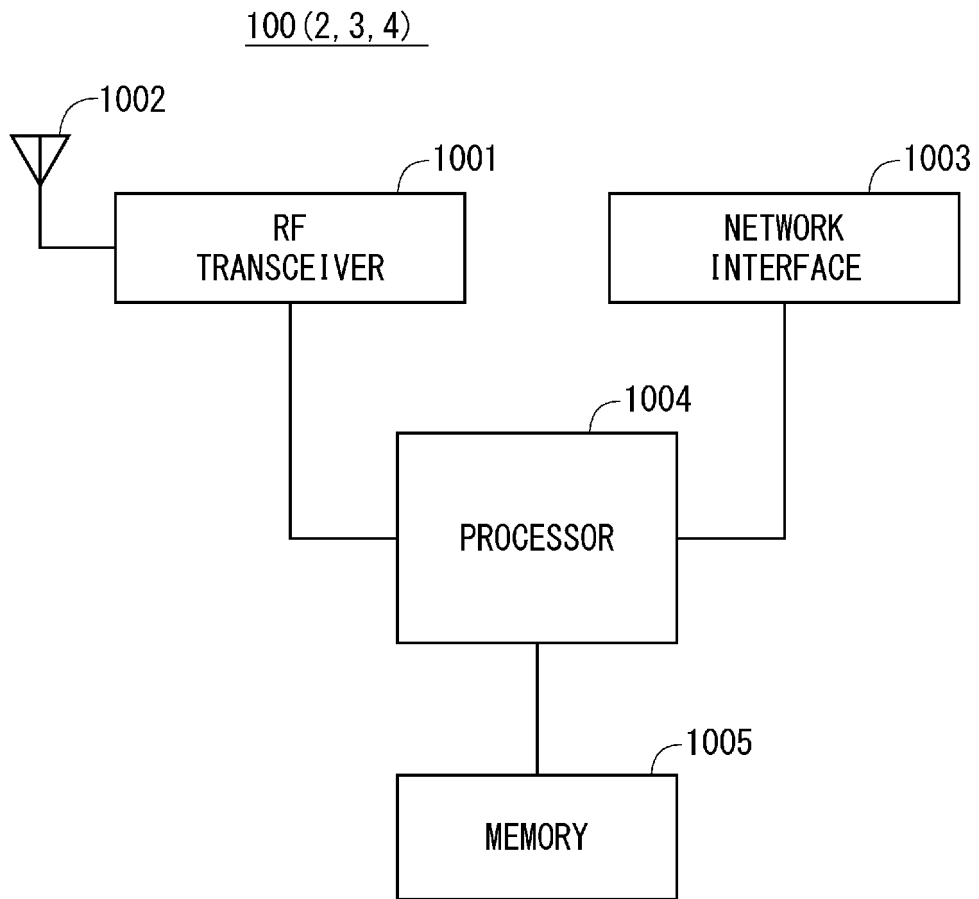 100(2, 3, 4)
1002
1001
1003
RF
TRANSCEIVER
NETWORK
INTERFACE
1004
PROCESSOR
1005
MEMORY